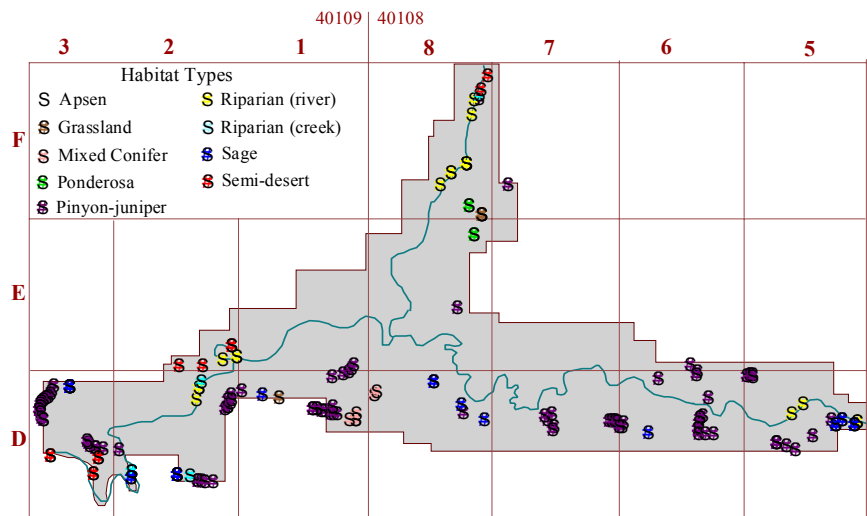 40109 40108
3 2 1 8 7 6 5
Habitat Types
S Apsen S Riparian (river)
S Grassland S Riparian (creek)
F
S Mixed Conifer S Sage
S Ponderosa S Semi-desert
S Pinyon-juniper
E
D